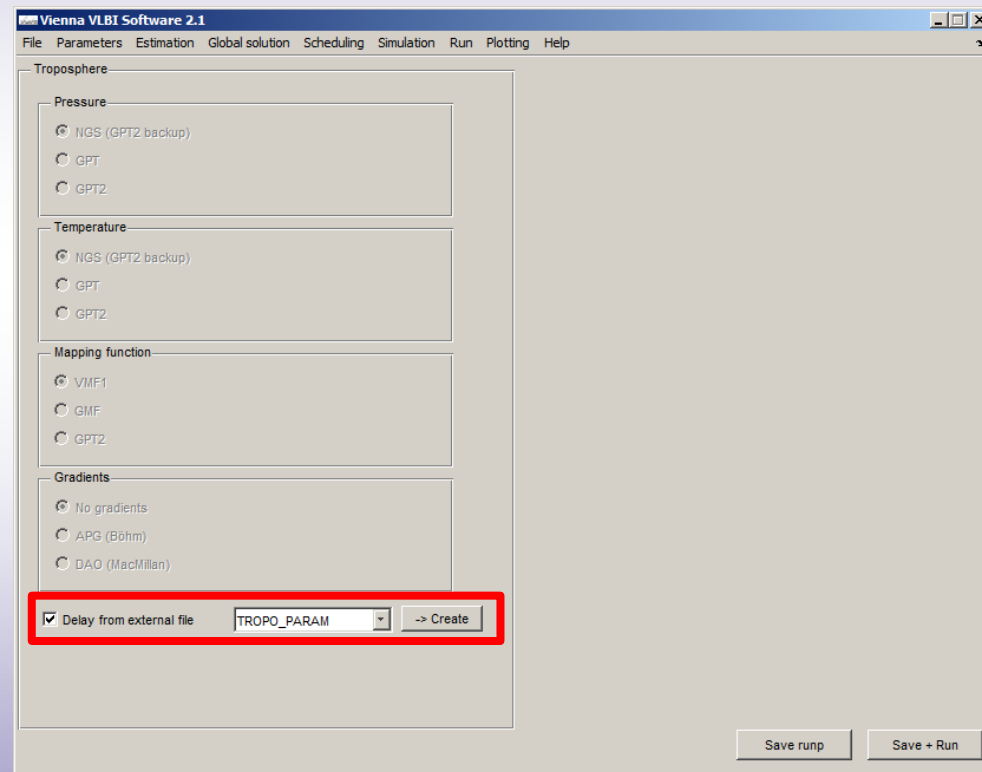 Vienna VLBI Software 2.1
File Parameters Estimation Global solution Scheduling Simulation Run Plotting Help
Troposphere
Pressure
NGS (GPT2 backup)
GPT
GPT2
Temperature
NGS (GPT2 backup)
GPT
GPT2
Mapping function
VMF1
GMF
GPT2
Gradients
No gradients
APG (Böhm)
DAO (MacMillan)
Delay from external file TROPO_PARAM -> Create
Save runp Save + Run